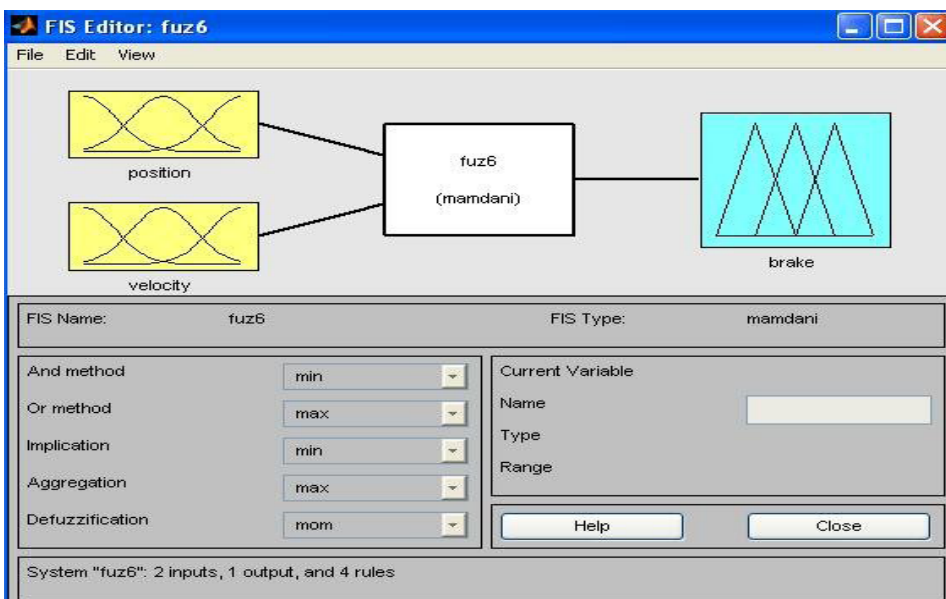 FIS Editor: fuz6
File Edit View
position
velocity
fuz6
(mamdani)
brake
FIS Name: fuz6 FIS Type: mamdani
And method min
Or method max
Implication min
Aggregation max
Defuzzification mom
Current Variable
Name
Type
Range
Help Close
System "fuz6": 2 inputs, 1 output, and 4 rules